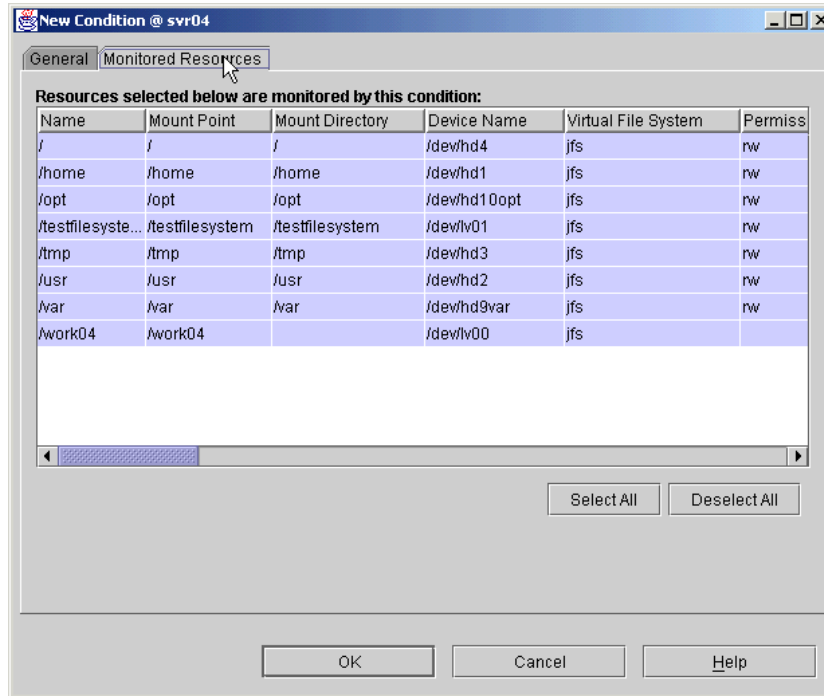 New Condition @ svr04
General Monitored Resources
Resources selected below are monitored by this condition:
Name Mount Point Mount Directory Device Name Virtual File System Permiss
/ / / /dev/hd4 jfs rw
/home /home /home /dev/hd1 jfs rw
/opt /opt /opt /dev/hd10opt jfs rw
/testfilesyste... /testfilesystem /testfilesystem /dev/lv01 jfs rw
/tmp /tmp /tmp /dev/hd3 jfs rw
/usr /usr /usr /dev/hd2 jfs rw
/var /var /var /dev/hd9var jfs rw
/work04 /work04 /dev/lv00 jfs
Select All Deselect All
OK Cancel Help